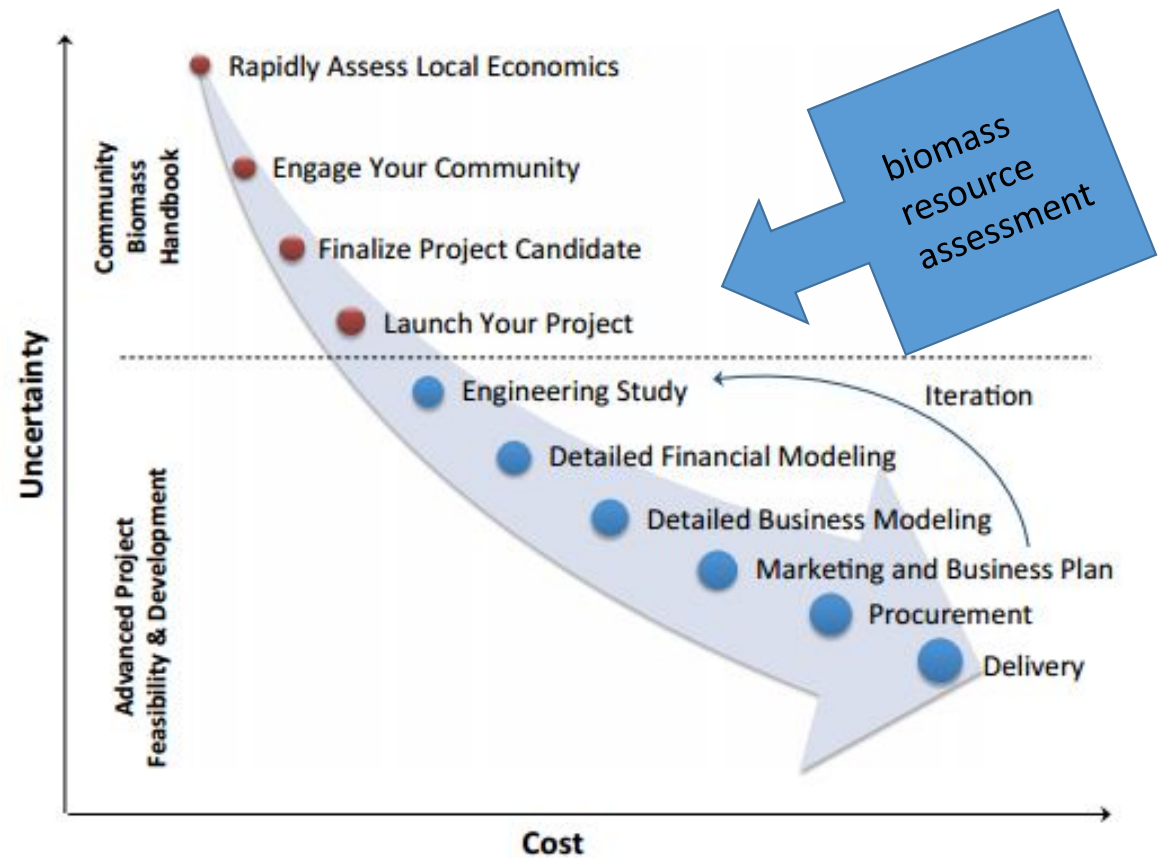 Rapidly Assess Local Economics
Engage Your Community
Finalize Project Candidate
Launch Your Project
Community
Biomass
Handbook
biomass
resource
assessment
Uncertainty
Engineering Study
Iteration
Detailed Financial Modeling
Detailed Business Modeling
Marketing and Business Plan
Procurement
Delivery
Advanced Project
Feasibility & Development
Cost